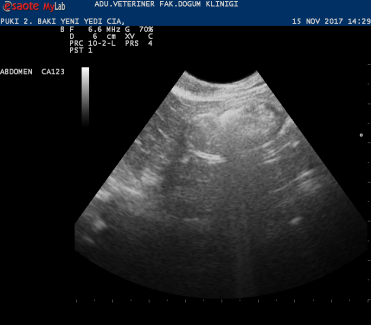 esaote MyLab
ADU.VETERINER FAK.DOGUM KLINIGI
PUKI 2. BAKI YENI YEDI CIA,
15 NOV 2017 14:29
B F 6.6 MHz G 70%
D 6 cm XV C
PRC 10-2-L PRS 4
PST 1
ABDOMEN CA123